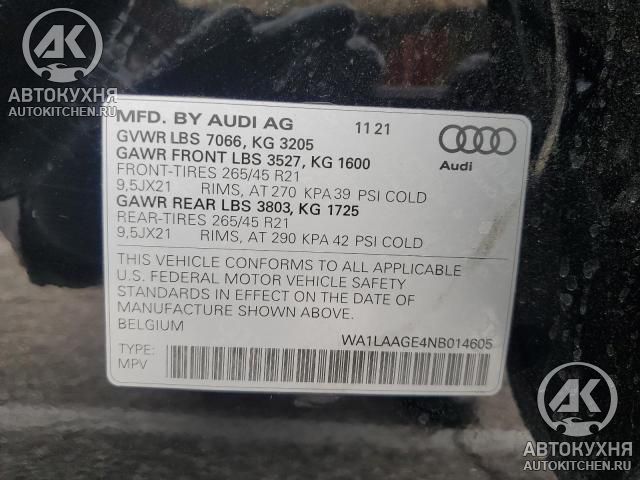 AK
АВТОКУХНЯ
AVTOKITCHEN.RU
MFD. BY AUDI AG 11 21
GVWR LBS 7066, KG 3205
GAWR FRONT LBS 3527, KG 1600
FRONT-TIRES 265/45 R21
9,5JX21 RIMS, AT 270 KPA 39 PSI COLD
GAWR REAR LBS 3803, KG 1725
REAR-TIRES 265/45 R21
9,5JX21 RIMS, AT 290 KPA 42 PSI COLD
Audi
THIS VEHICLE CONFORMS TO ALL APPLICABLE
U.S. FEDERAL MOTOR VEHICLE SAFETY
STANDARDS IN EFFECT ON THE DATE OF
MANUFACTURE SHOWN ABOVE.
BELGIUM
WA1LAAGE4NB014605
TYPE:
MPV
AK
АВТОКУХНЯ
AVTOKITCHEN.RU